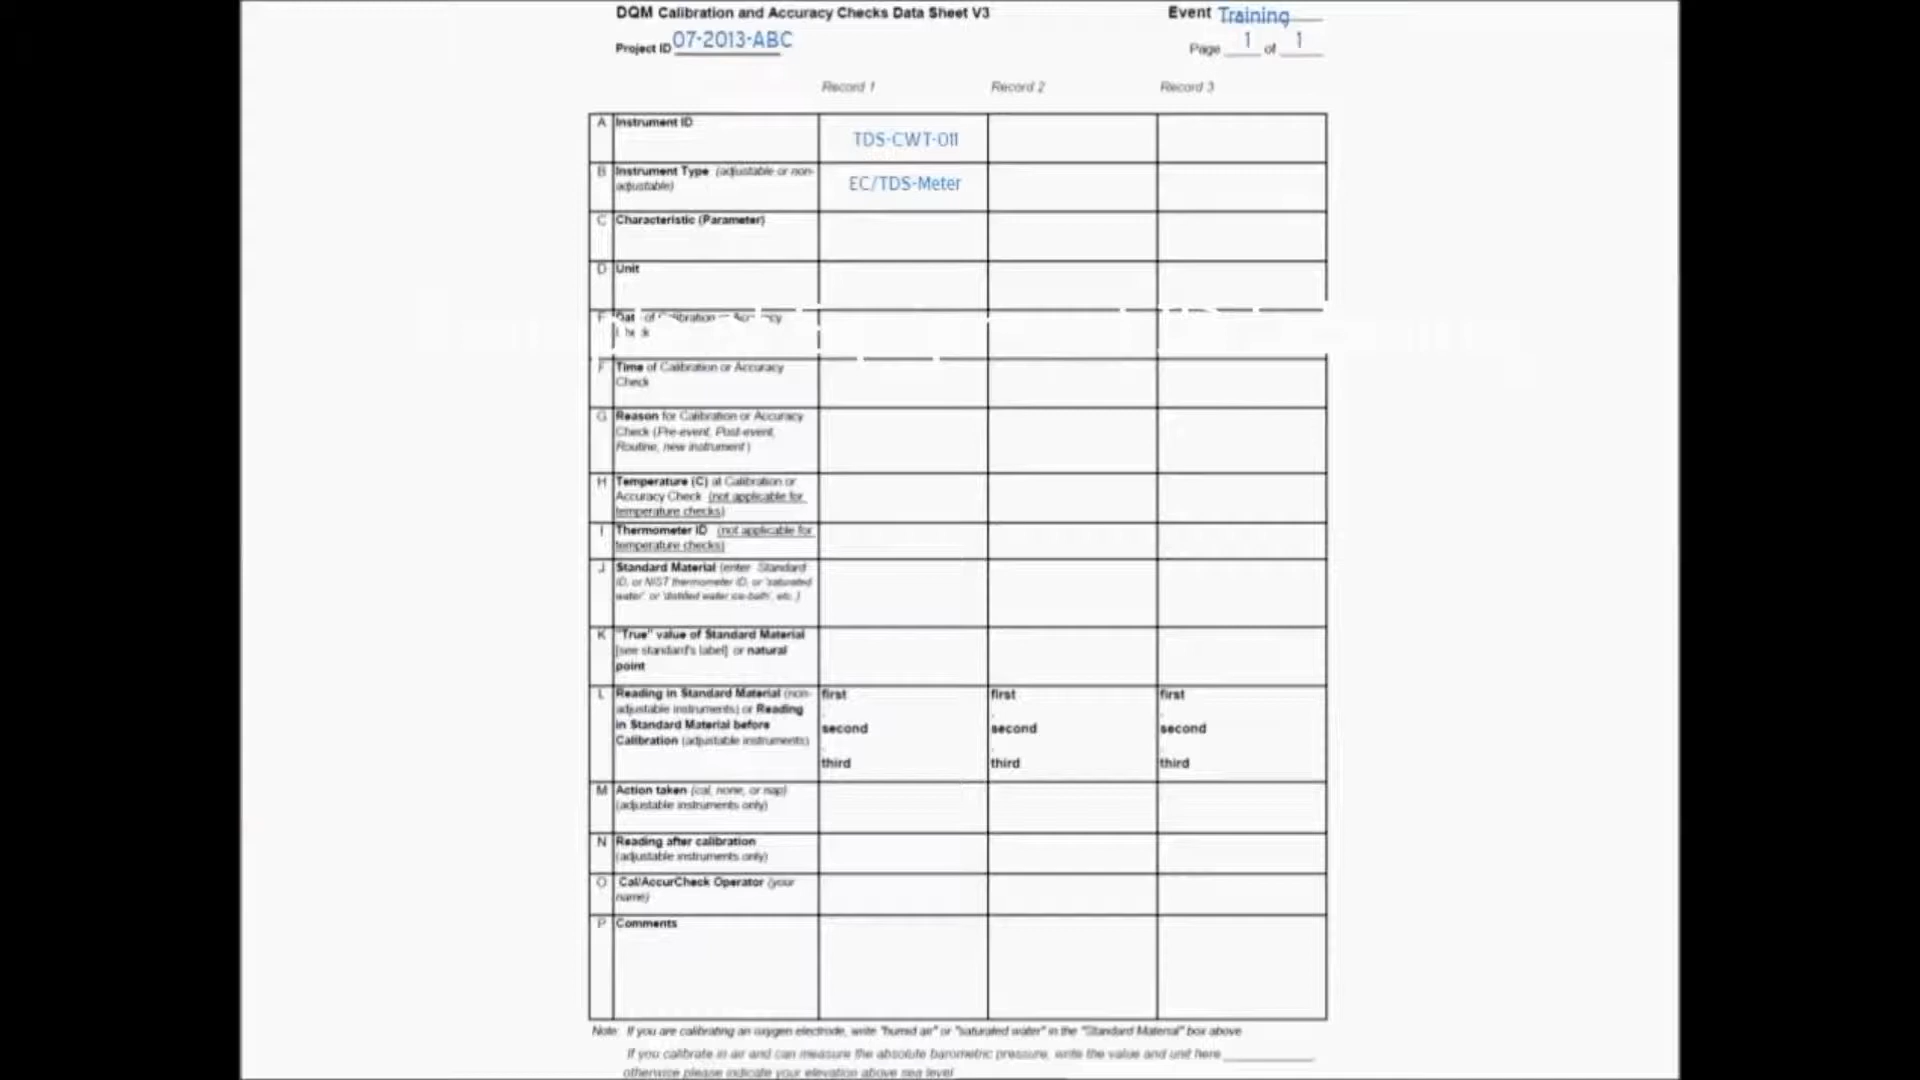 DQM Calibration and Accuracy Checks Data Sheet V3 Event Training
Project ID 07-2013-ABC Page 1 of 1
Record 1 Record 2 Record 3
A Instrument ID TDS-CWT-011
B Instrument Type (adjustable or non-
adjustable) EC/TDS-Meter
C Characteristic (Parameter)
D Unit
of
F Time of Calibration or Accuracy
Check
G Reason for Calibration or Accuracy
Check (Pre-event, Post-event,
Routine, new instrument)
H Temperature (C) at Calibration or
Accuracy Check (not applicable for
temperature checks)
I Thermometer ID (not applicable for
temperature checks)
J Standard Material (enter Standard
ID, or NIST thermometer ID, or 'saturated
water' or 'distilled water ice-bath', etc.)
K "True" value of Standard Material
[see standard's label] or natural
point
L Reading in Standard Material (non-
adjustable instruments) or Reading
in Standard Material before
Calibration (adjustable instruments)
first first first
second second second
third third third
M Action taken (cal, none, or nap)
(adjustable instruments only)
N Reading after calibration
(adjustable instruments only)
O Cal/AccurCheck Operator (your
name)
P Comments
Note: If you are calibrating an oxygen electrode, write "humid air" or "saturated water" in the "Standard Material" box above
If you calibrate in air and can measure the absolute barometric pressure, write the value and unit here
otherwise please indicate your elevation above sea level